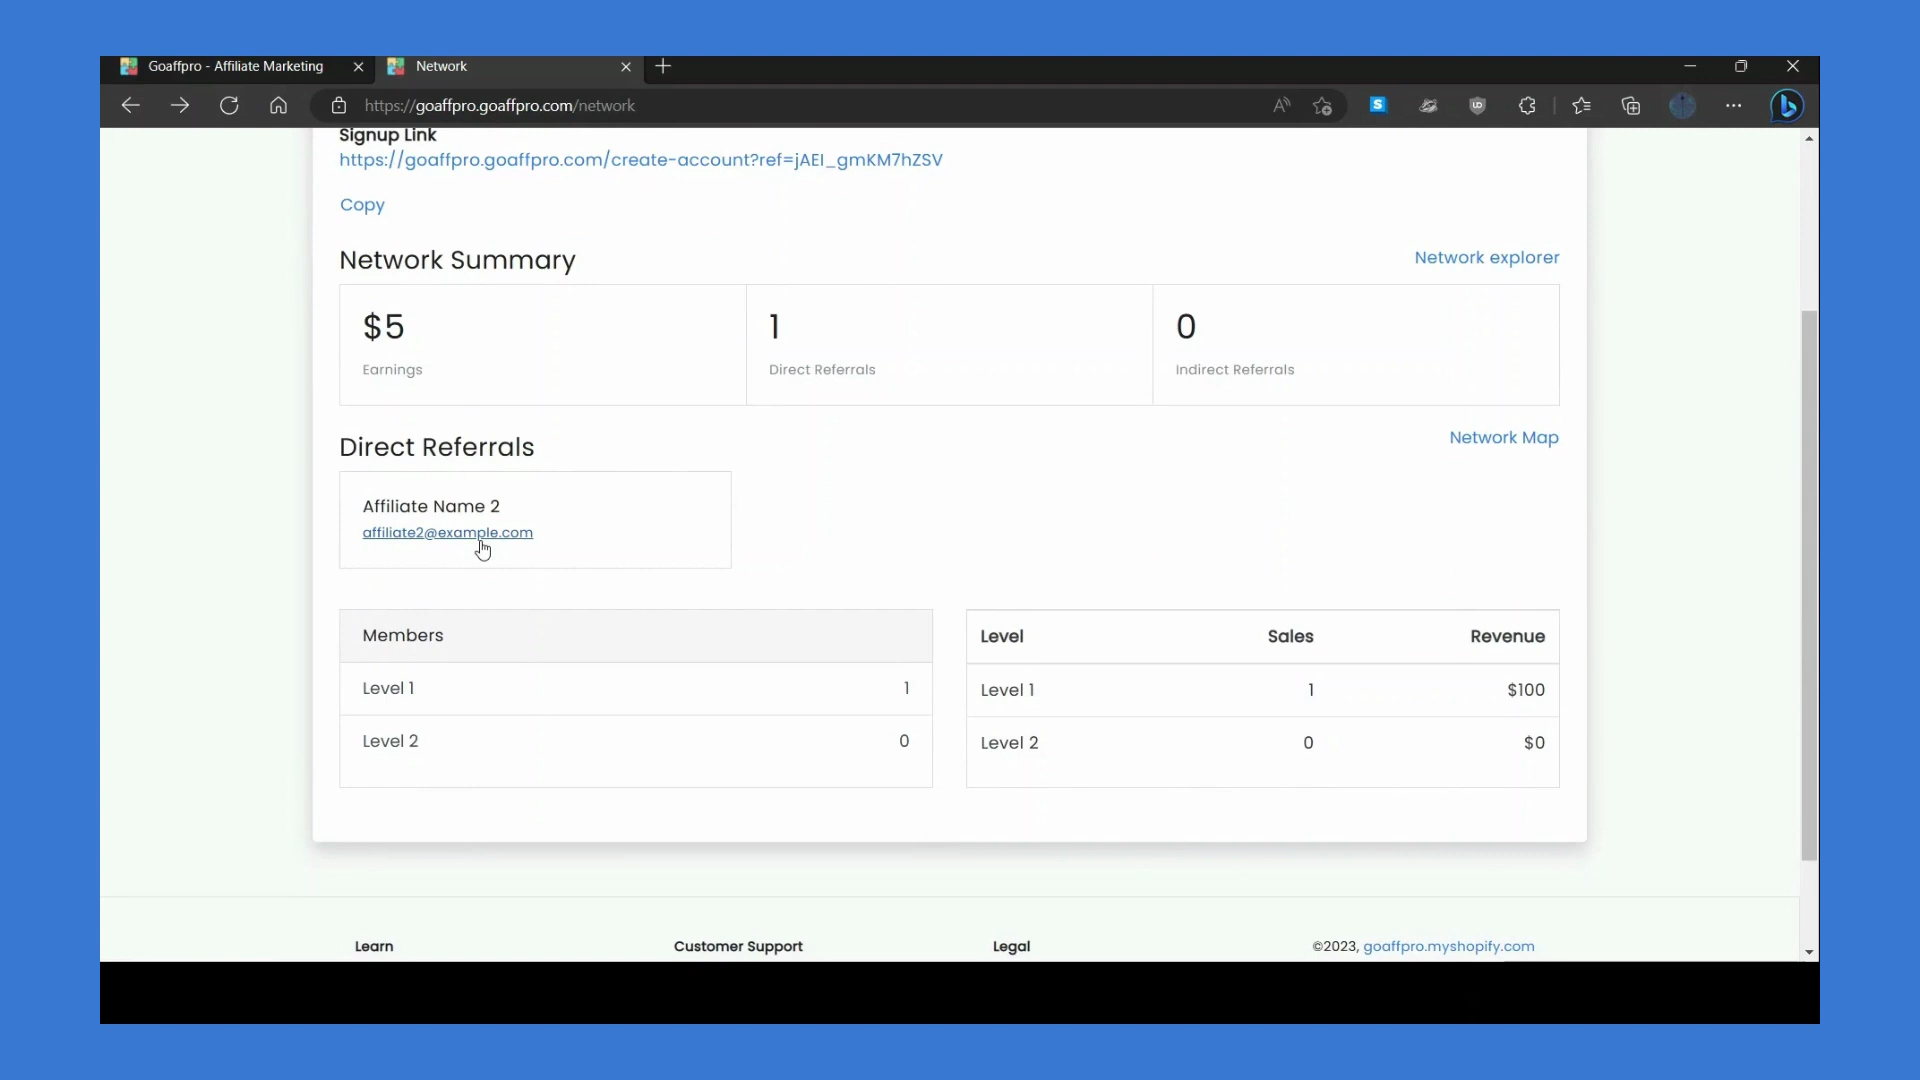 Goaffpro - Affiliate Marketing
Network
https://goaffpro.goaffpro.com/network
Signup Link
https://goaffpro.goaffpro.com/create-account?ref=jAEI_gmKM7hZSV
Copy
Network Summary
Network explorer
$5
1
0
Earnings
Direct Referrals
Indirect Referrals
Direct Referrals
Network Map
Affiliate Name 2
affiliate2@example.com
Members
Level 1 1
Level 2 0
Level Sales Revenue
Level 1 1 $100
Level 2 0 $0
Learn
Customer Support
Legal
©2023, goaffpro.myshopify.com